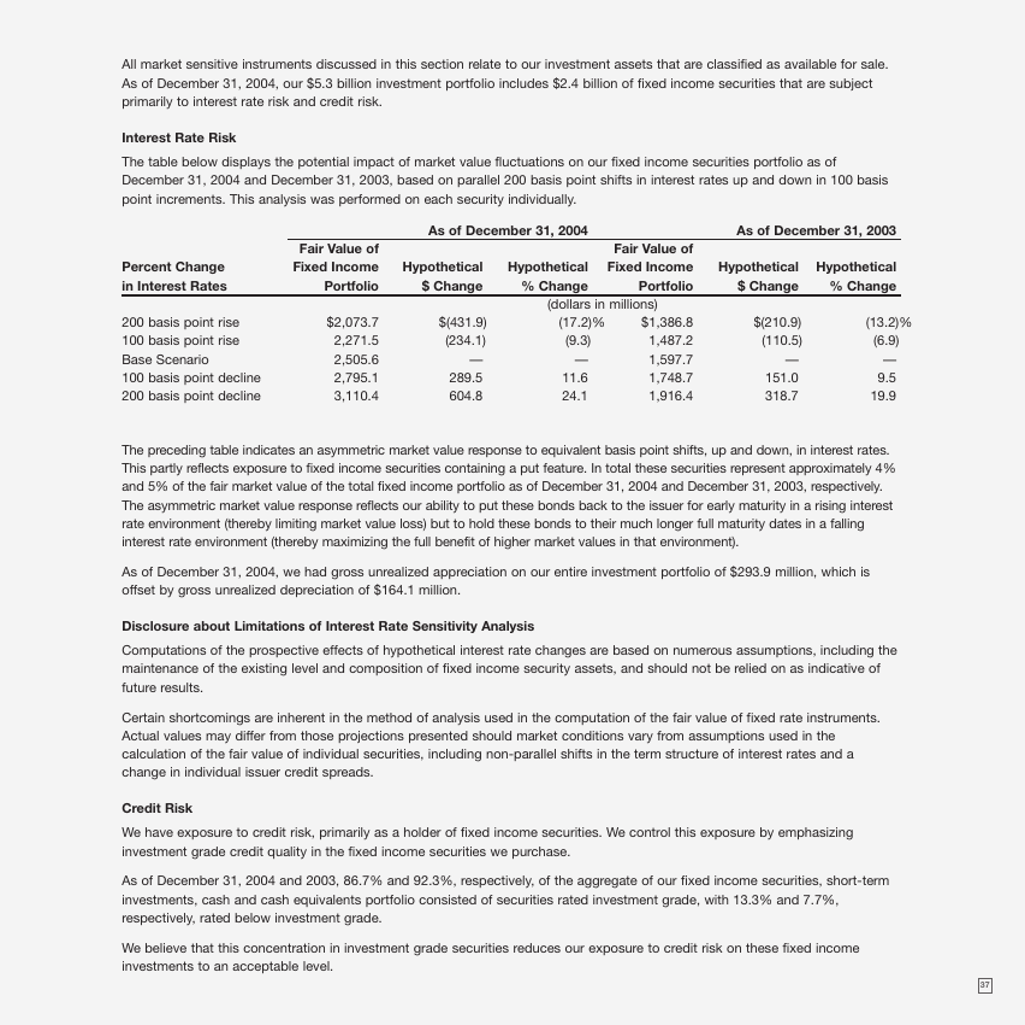 All market sensitive instruments discussed in this section relate to our investment assets that are classified as available for sale.
As of December 31, 2004, our $5.3 billion investment portfolio includes $2.4 billion of fixed income securities that are subject
primarily to interest rate risk and credit risk.
Interest Rate Risk
The table below displays the potential impact of market value fluctuations on our fixed income securities portfolio as of
December 31, 2004 and December 31, 2003, based on parallel 200 basis point shifts in interest rates up and down in 100 basis
point increments. This analysis was performed on each security individually.
As of December 31, 2004 As of December 31, 2003
Fair Value of Fair Value of
Percent Change Fixed Income Hypothetical Hypothetical Fixed Income Hypothetical Hypothetical
in Interest Rates Portfolio $ Change % Change Portfolio $ Change % Change
(dollars in millions)
200 basis point rise $2,073.7 $(431.9) (17.2)% $1,386.8 $(210.9) (13.2)%
100 basis point rise 2,271.5 (234.1) (9.3) 1,487.2 (110.5) (6.9)
Base Scenario 2,505.6 — — 1,597.7 — —
100 basis point decline 2,795.1 289.5 11.6 1,748.7 151.0 9.5
200 basis point decline 3,110.4 604.8 24.1 1,916.4 318.7 19.9
The preceding table indicates an asymmetric market value response to equivalent basis point shifts, up and down, in interest rates.
This partly reflects exposure to fixed income securities containing a put feature. In total these securities represent approximately 4%
and 5% of the fair market value of the total fixed income portfolio as of December 31, 2004 and December 31, 2003, respectively.
The asymmetric market value response reflects our ability to put these bonds back to the issuer for early maturity in a rising interest
rate environment (thereby limiting market value loss) but to hold these bonds to their much longer full maturity dates in a falling
interest rate environment (thereby maximizing the full benefit of higher market values in that environment).
As of December 31, 2004, we had gross unrealized appreciation on our entire investment portfolio of $293.9 million, which is
offset by gross unrealized depreciation of $164.1 million.
Disclosure about Limitations of Interest Rate Sensitivity Analysis
Computations of the prospective effects of hypothetical interest rate changes are based on numerous assumptions, including the
maintenance of the existing level and composition of fixed income security assets, and should not be relied on as indicative of
future results.
Certain shortcomings are inherent in the method of analysis used in the computation of the fair value of fixed rate instruments.
Actual values may differ from those projections presented should market conditions vary from assumptions used in the
calculation of the fair value of individual securities, including non-parallel shifts in the term structure of interest rates and a
change in individual issuer credit spreads.
Credit Risk
We have exposure to credit risk, primarily as a holder of fixed income securities. We control this exposure by emphasizing
investment grade credit quality in the fixed income securities we purchase.
As of December 31, 2004 and 2003, 86.7% and 92.3%, respectively, of the aggregate of our fixed income securities, short-term
investments, cash and cash equivalents portfolio consisted of securities rated investment grade, with 13.3% and 7.7%,
respectively, rated below investment grade.
We believe that this concentration in investment grade securities reduces our exposure to credit risk on these fixed income
investments to an acceptable level.
37